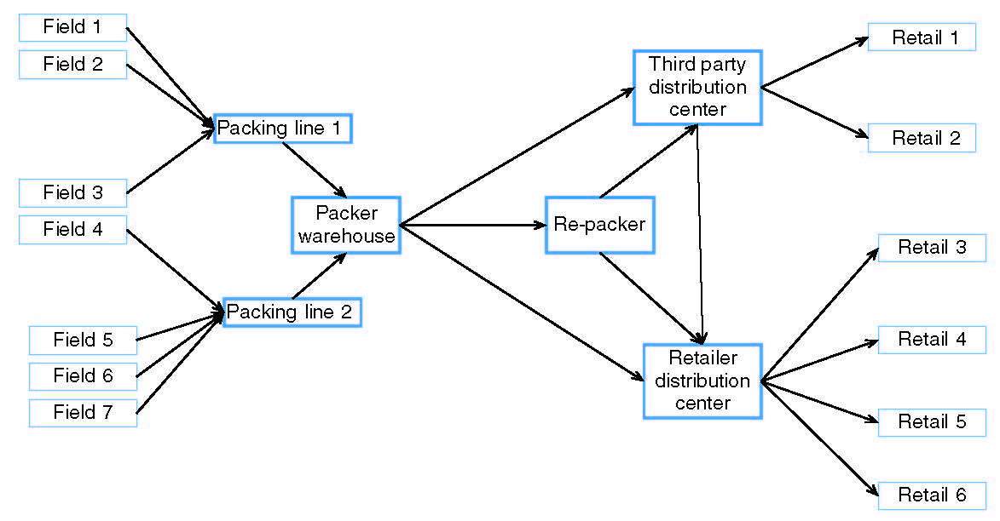 Field 1
Field 2
Field 3
Field 4
Field 5
Field 6
Field 7
Packing line 1
Packing line 2
Packer
warehouse
Re-packer
Third party
distribution
center
Retailer
distribution
center
Retail 1
Retail 2
Retail 3
Retail 4
Retail 5
Retail 6